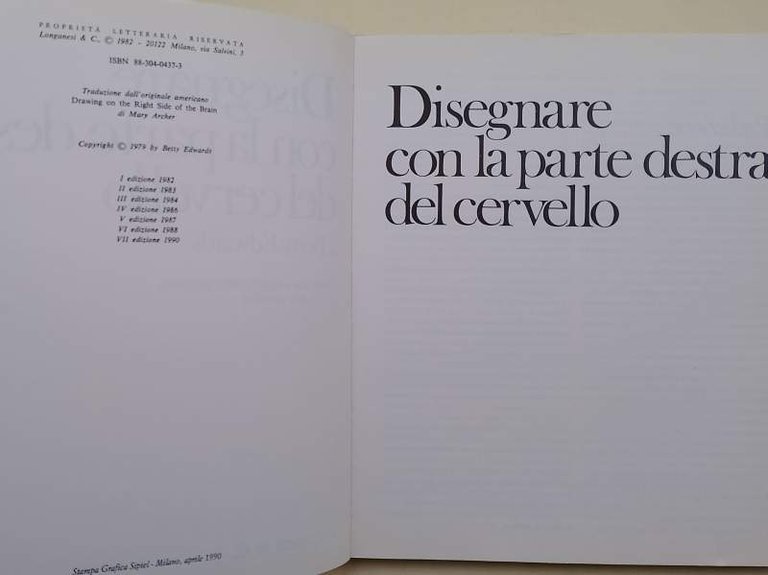 PROPRIETÀ LETTERARIA RISERVATA
Longanesi & C., © 1982 - 20122 Milano, via Salvini, 3
ISBN 88-304-0437-3
Traduzione dall'originale americano
Drawing on the Right Side of the Brain
di Mary Archer
Copyright © 1979 by Betty Edwards
I edizione 1982
II edizione 1983
III edizione 1984
IV edizione 1986
V edizione 1987
VI edizione 1988
VII edizione 1990
Stampa Grafica Sipiel - Milano, aprile 1990
Disegnare
con la parte destra
del cervello